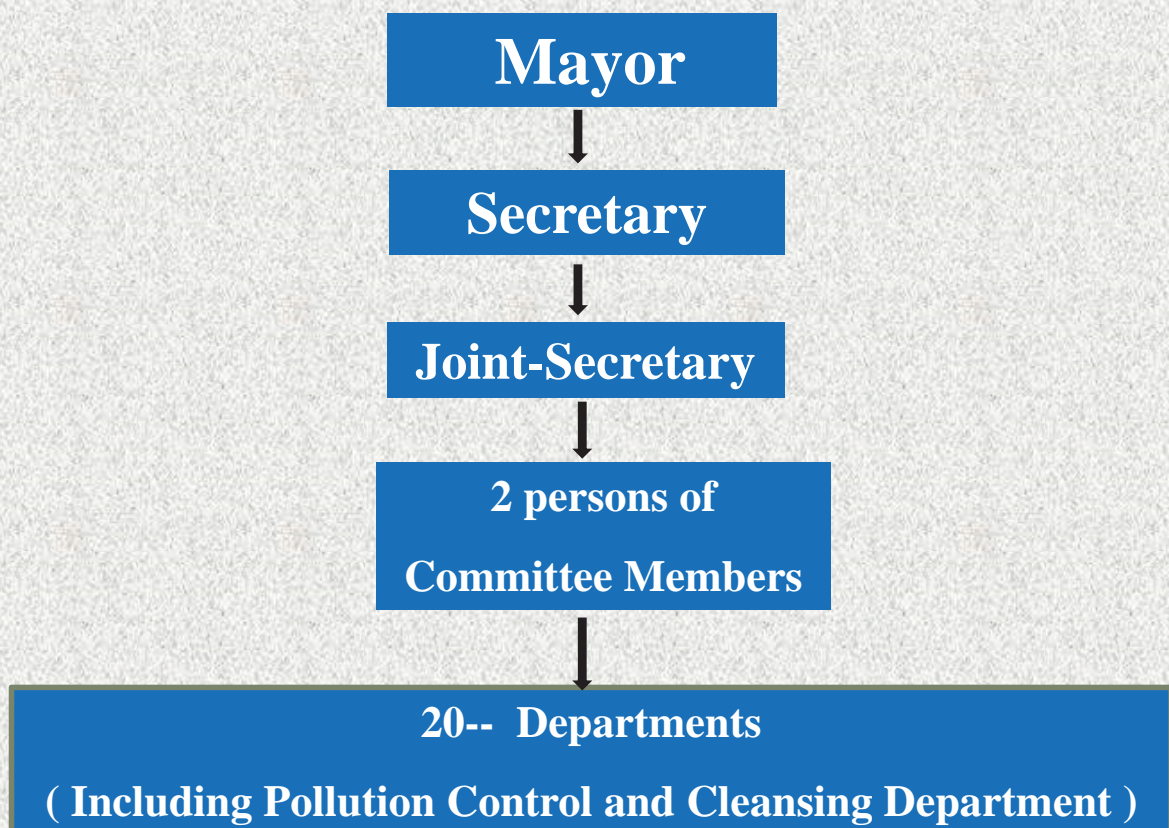 Mayor
Secretary
Joint-Secretary
2 persons of
Committee Members
20-- Departments
( Including Pollution Control and Cleansing Department )